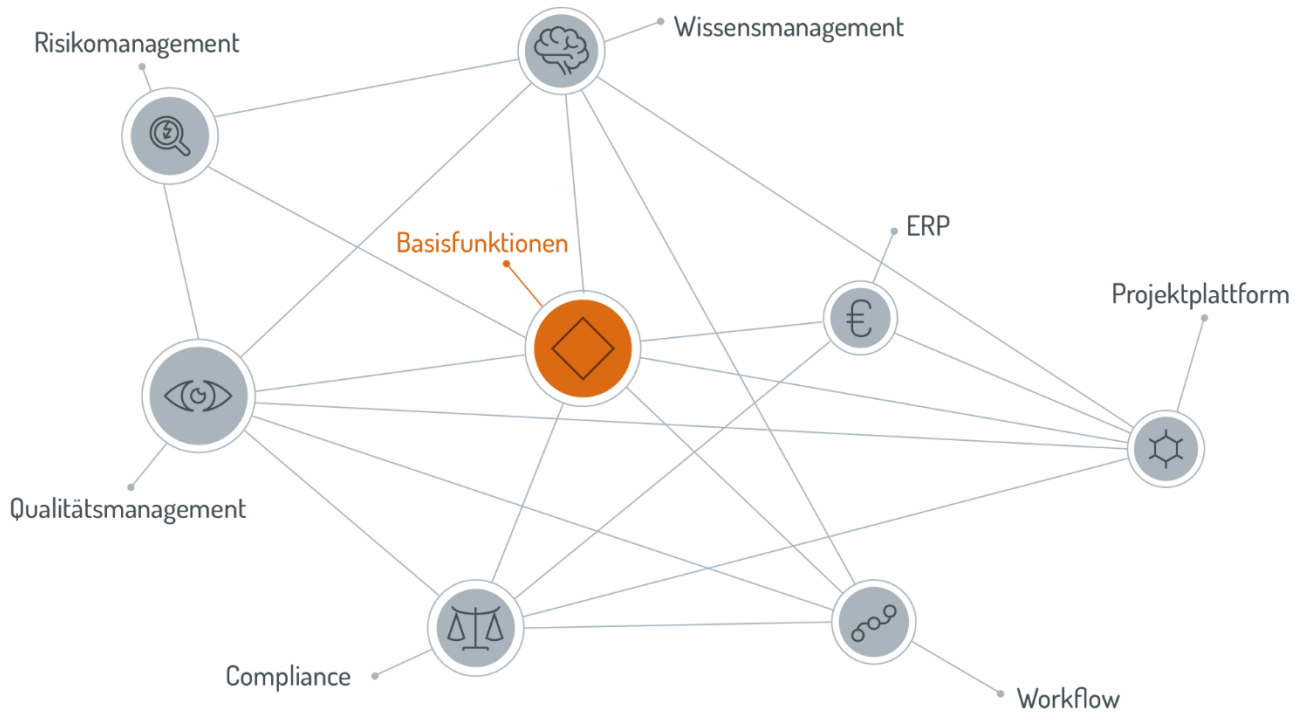 Risikomanagement
Wissensmanagement
Basisfunktionen
ERP
€
Projektplattform
Qualitätsmanagement
Compliance
Workflow